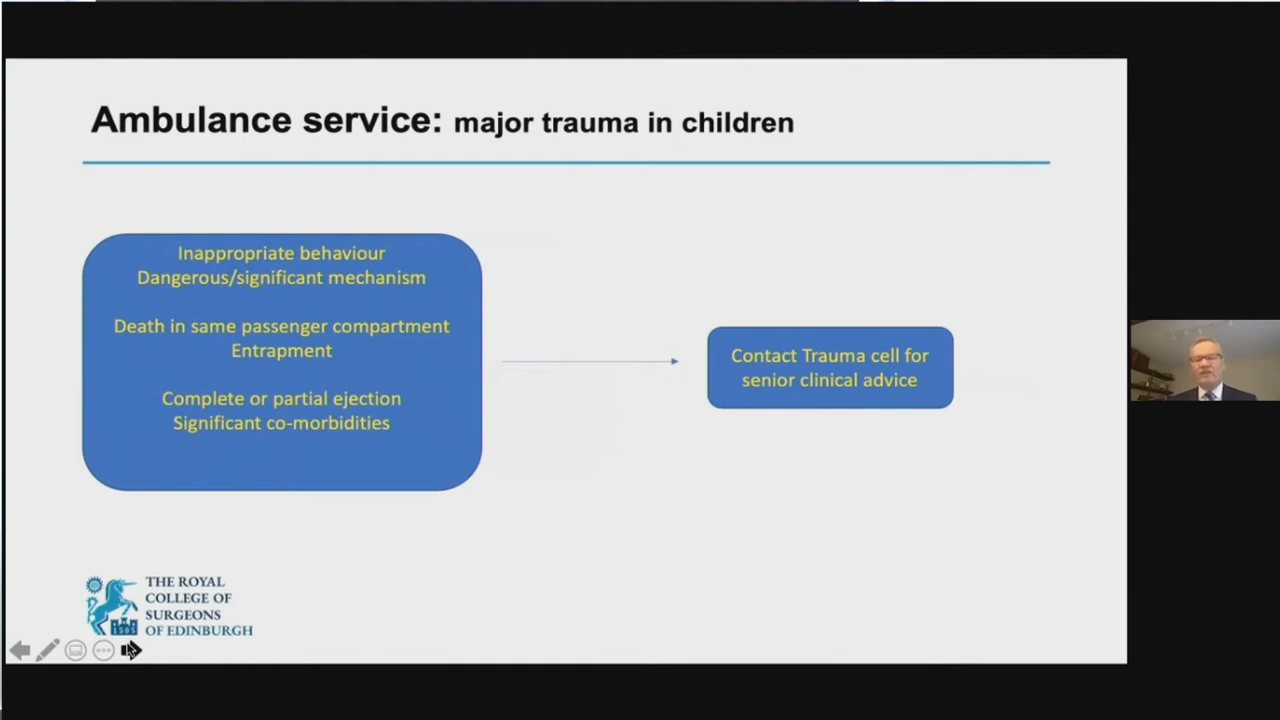 Ambulance service: major trauma in children
Inappropriate behaviour
Dangerous/significant mechanism
Death in same passenger compartment
Entrapment
Complete or partial ejection
Significant co-morbidities
Contact Trauma cell for
senior clinical advice
THE ROYAL
COLLEGE OF
SURGEONS
OF EDINBURGH